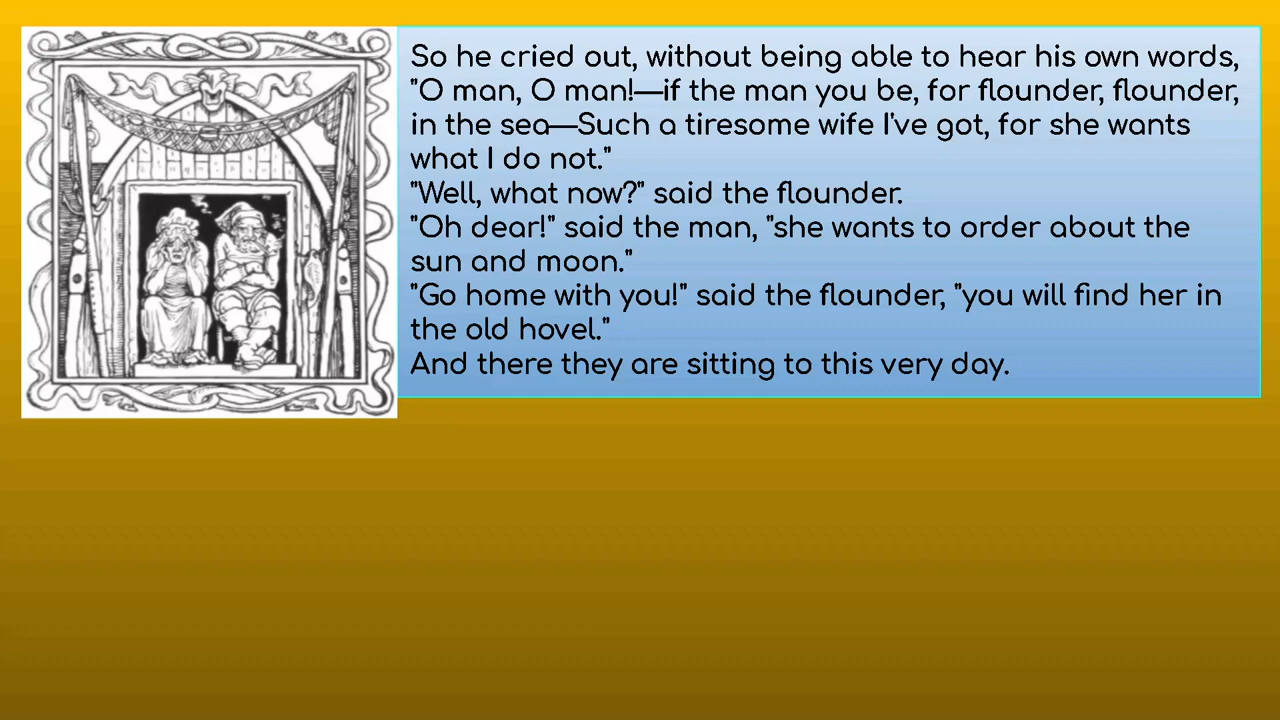 So he cried out, without being able to hear his own words,
"O man, O man!—if the man you be, for flounder, flounder,
in the sea—Such a tiresome wife I've got, for she wants
what I do not."
"Well, what now?" said the flounder.
"Oh dear!" said the man, "she wants to order about the
sun and moon."
"Go home with you!" said the flounder, "you will find her in
the old hovel."
And there they are sitting to this very day.